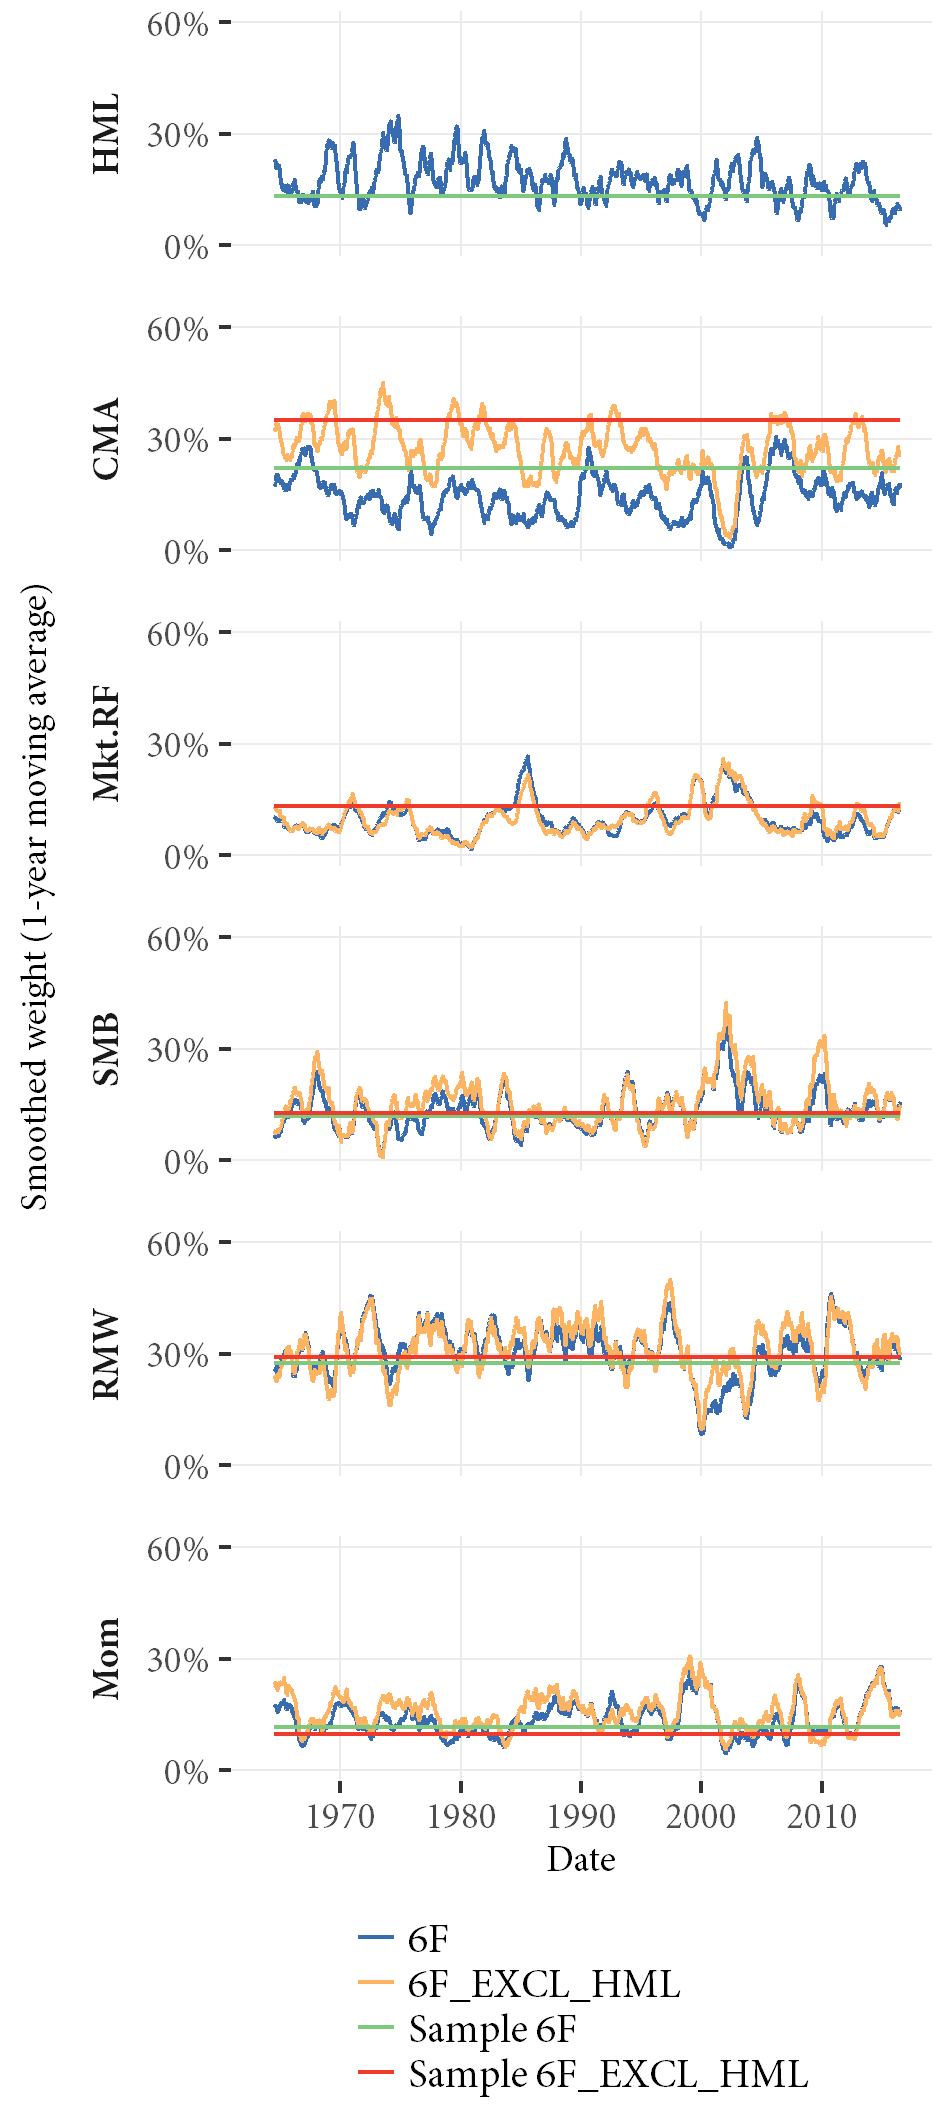 Smoothed weight (1-year moving average)
HML
60%
30%
0%
CMA
60%
30%
0%
Mkt.RF
60%
30%
0%
SMB
60%
30%
0%
RMW
60%
30%
0%
Mom
60%
30%
0%
1970 1980 1990 2000 2010
Date
6F
6F_EXCL_HML
Sample 6F
Sample 6F_EXCL_HML